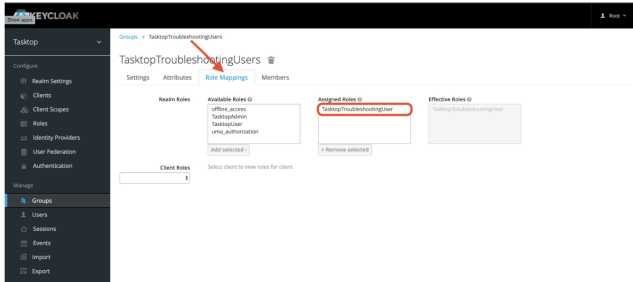 KEYCLOAK
Show apps
Root
Tasktop
Groups > TasktopTroubleshootingUsers
TasktopTroubleshootingUsers
Settings Attributes Role Mappings Members
Configure
Realm Settings
Clients
Client Scopes
Roles
Identity Providers
User Federation
Authentication
Manage
Groups
Users
Sessions
Events
Import
Export
Realm Roles
Available Roles
offline_access
TasktopAdmin
TasktopUser
uma_authorization
Add selected ›
Assigned Roles
TasktopTroubleshootingUser
« Remove selected
Effective Roles
TasktopTroubleshootingUser
Client Roles
Select client to view roles for client